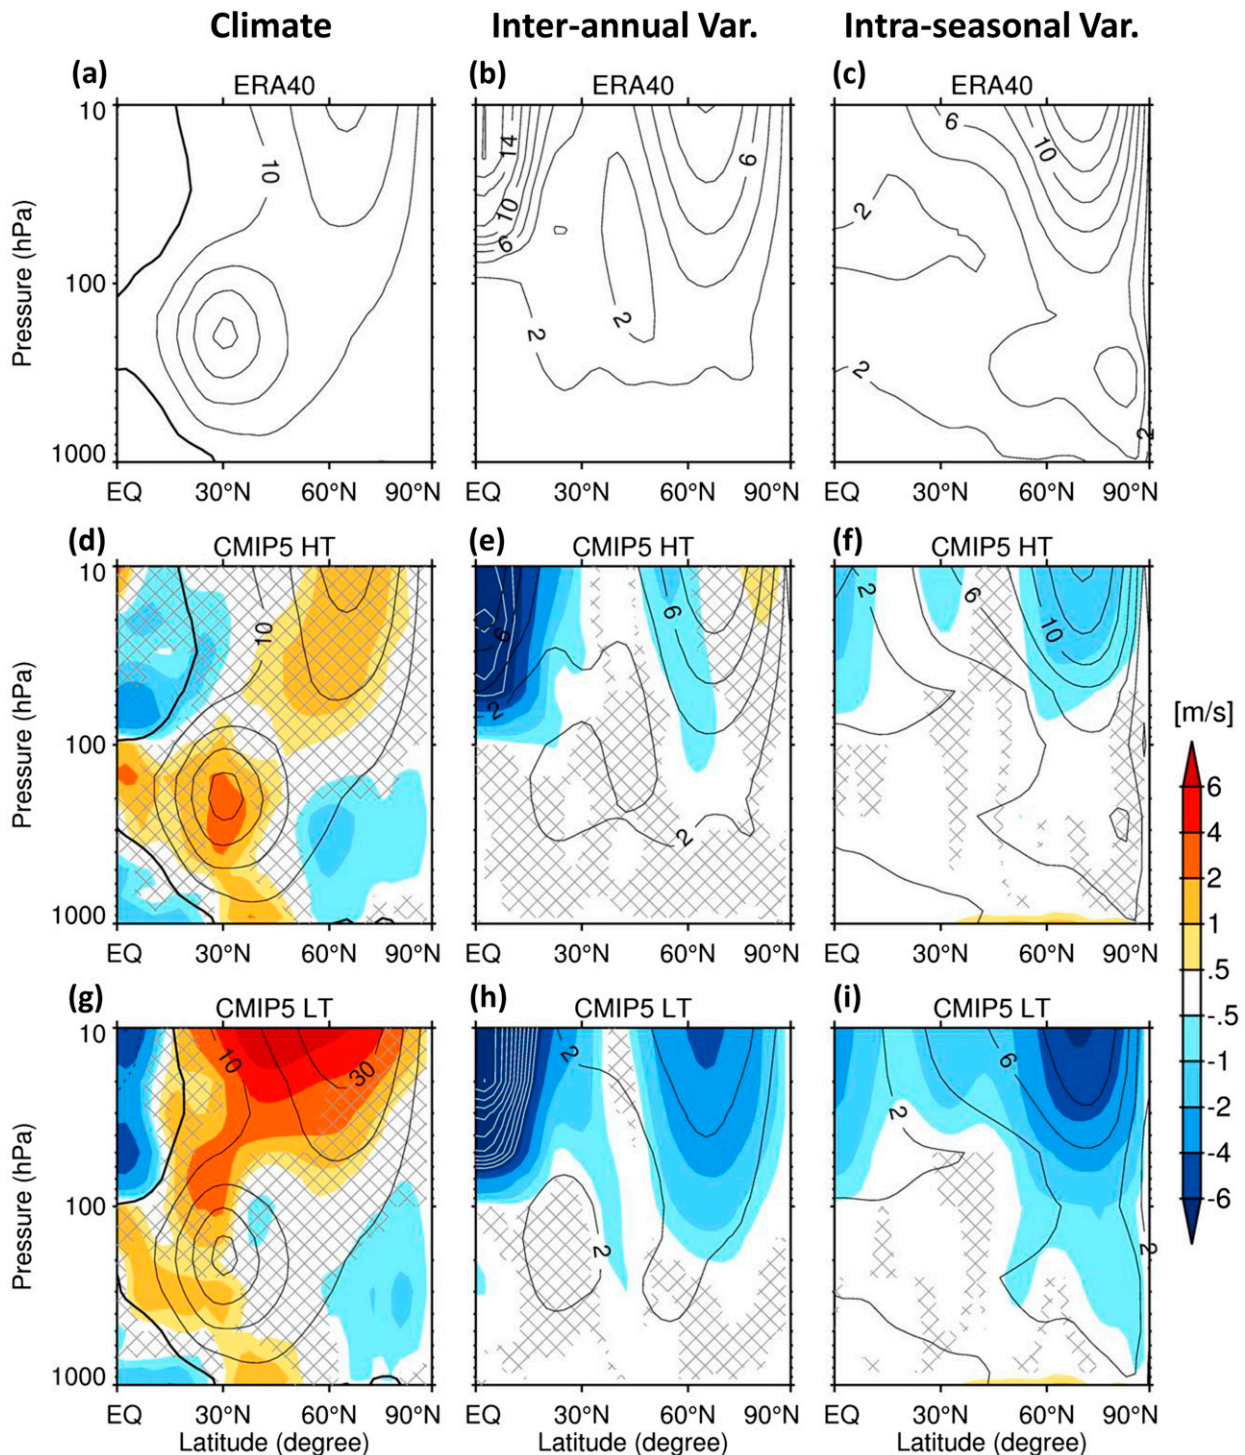 Climate Inter-annual Var. Intra-seasonal Var.
(a) ERA40
(b) ERA40
(c) ERA40
Pressure (hPa)
10
100
1000
10
14
10
6
2
2
6
6
10
2
2
2
EQ 30°N 60°N 90°N
EQ 30°N 60°N 90°N
EQ 30°N 60°N 90°N
(d) CMIP5 HT
(e) CMIP5 HT
(f) CMIP5 HT
Pressure (hPa)
10
100
1000
10
6
2
6
2
2
6
10
EQ 30°N 60°N 90°N
EQ 30°N 60°N 90°N
EQ 30°N 60°N 90°N
(g) CMIP5 LT
(h) CMIP5 LT
(i) CMIP5 LT
Pressure (hPa)
10
100
1000
10
30
2
2
6
2
2
EQ 30°N 60°N 90°N
EQ 30°N 60°N 90°N
EQ 30°N 60°N 90°N
Latitude (degree)
Latitude (degree)
Latitude (degree)
[m/s]
6
4
2
1
.5
-.5
-1
-2
-4
-6